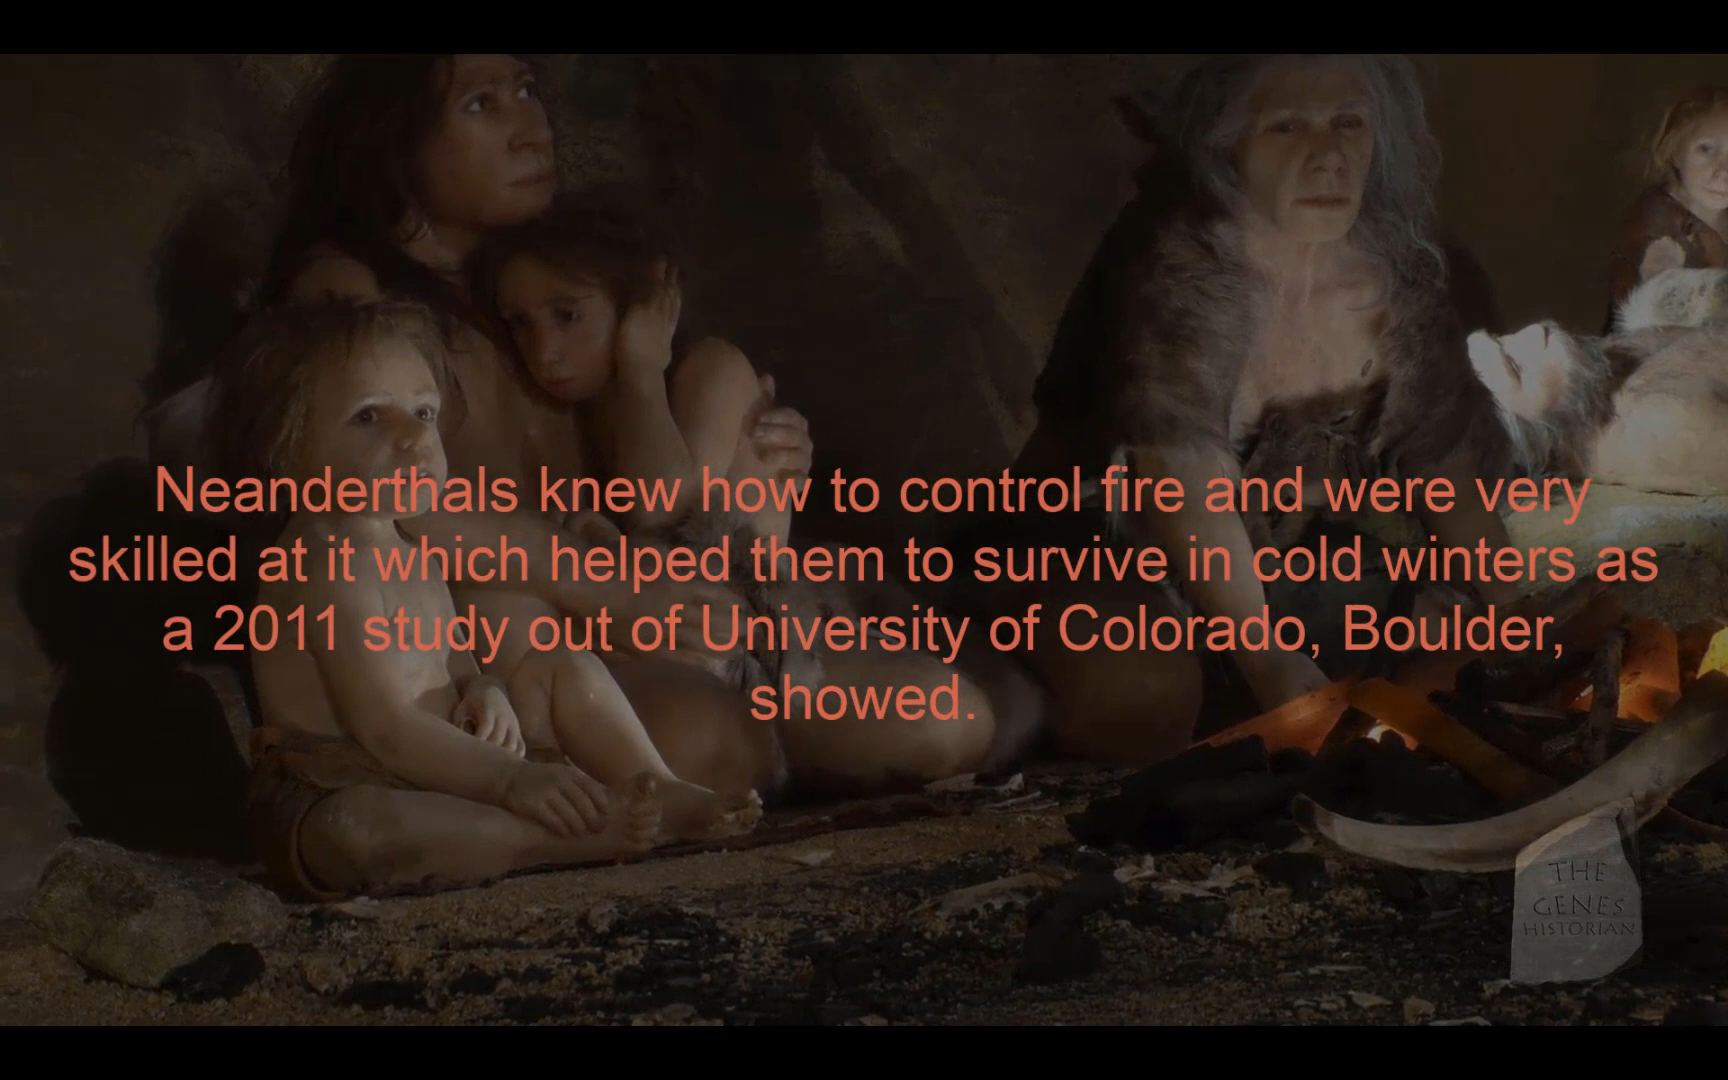 Neanderthals knew how to control fire and were very
skilled at it which helped them to survive in cold winters as
a 2011 study out of University of Colorado, Boulder,
showed.
THE
GENES
HISTORIAN